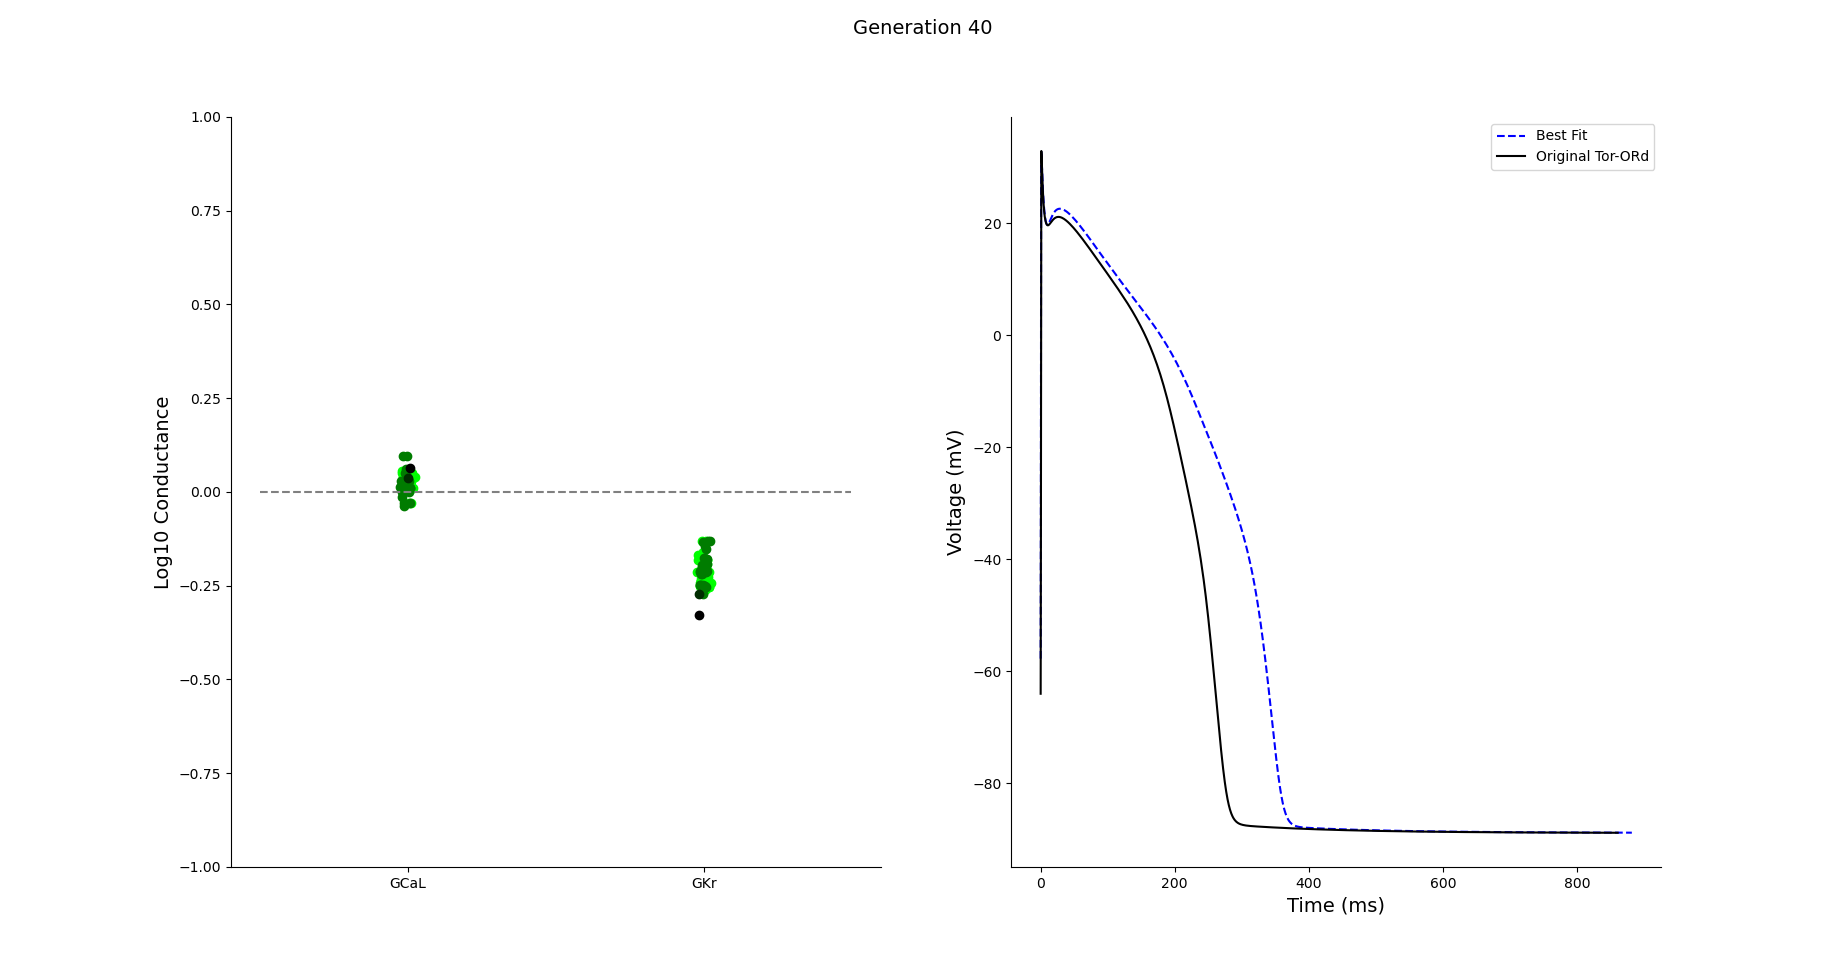 Generation 40
1.00
0.75
0.50
0.25
0.00
−0.25
−0.50
−0.75
−1.00
Log10 Conductance
GCaL GKr
Best Fit
Original Tor-ORd
20
0
−20
−40
−60
−80
Voltage (mV)
0 200 400 600 800
Time (ms)